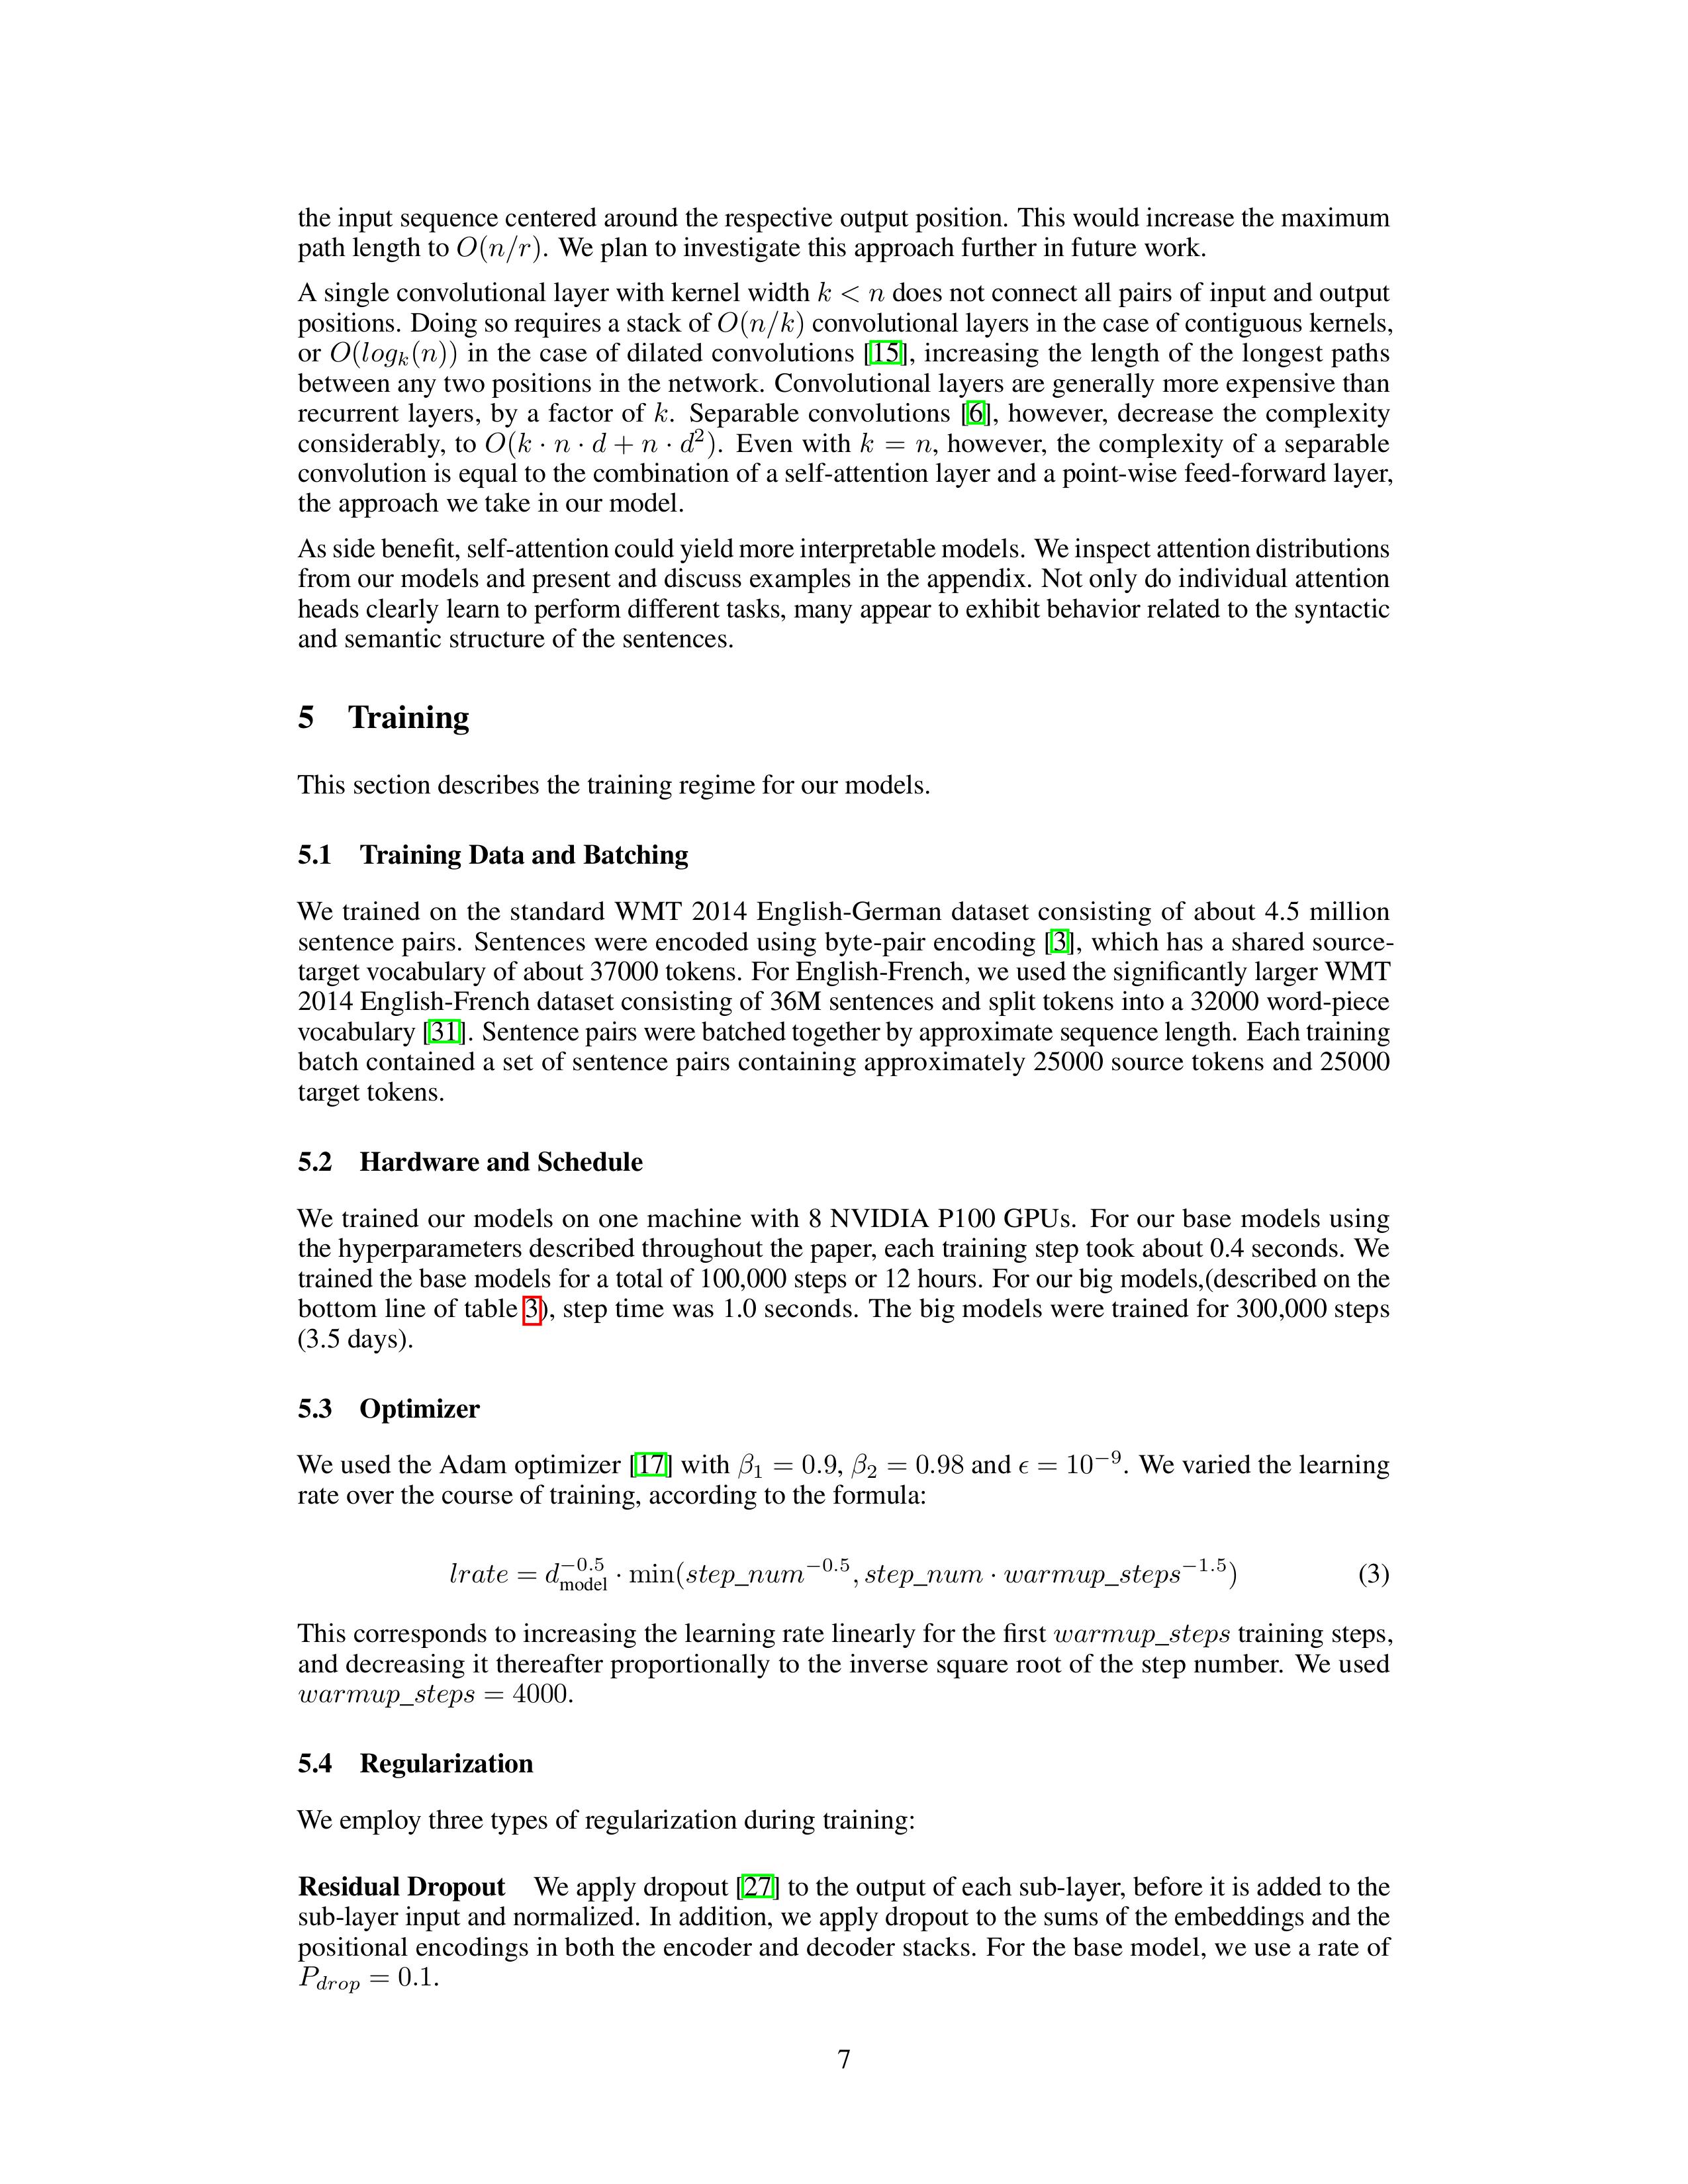 the input sequence centered around the respective output position. This would increase the maximum
path length to O(n/r). We plan to investigate this approach further in future work.
A single convolutional layer with kernel width k < n does not connect all pairs of input and output
positions. Doing so requires a stack of O(n/k) convolutional layers in the case of contiguous kernels,
or O(log_k(n)) in the case of dilated convolutions [15], increasing the length of the longest paths
between any two positions in the network. Convolutional layers are generally more expensive than
recurrent layers, by a factor of k. Separable convolutions [6], however, decrease the complexity
considerably, to O(k · n · d + n · d²). Even with k = n, however, the complexity of a separable
convolution is equal to the combination of a self-attention layer and a point-wise feed-forward layer,
the approach we take in our model.
As side benefit, self-attention could yield more interpretable models. We inspect attention distributions
from our models and present and discuss examples in the appendix. Not only do individual attention
heads clearly learn to perform different tasks, many appear to exhibit behavior related to the syntactic
and semantic structure of the sentences.
5 Training
This section describes the training regime for our models.
5.1 Training Data and Batching
We trained on the standard WMT 2014 English-German dataset consisting of about 4.5 million
sentence pairs. Sentences were encoded using byte-pair encoding [3], which has a shared source-
target vocabulary of about 37000 tokens. For English-French, we used the significantly larger WMT
2014 English-French dataset consisting of 36M sentences and split tokens into a 32000 word-piece
vocabulary [31]. Sentence pairs were batched together by approximate sequence length. Each training
batch contained a set of sentence pairs containing approximately 25000 source tokens and 25000
target tokens.
5.2 Hardware and Schedule
We trained our models on one machine with 8 NVIDIA P100 GPUs. For our base models using
the hyperparameters described throughout the paper, each training step took about 0.4 seconds. We
trained the base models for a total of 100,000 steps or 12 hours. For our big models,(described on the
bottom line of table 3), step time was 1.0 seconds. The big models were trained for 300,000 steps
(3.5 days).
5.3 Optimizer
We used the Adam optimizer [17] with β₁ = 0.9, β₂ = 0.98 and ϵ = 10⁻⁹. We varied the learning
rate over the course of training, according to the formula:
lrate = d_model^−0.5 · min(step_num^−0.5, step_num · warmup_steps^−1.5) (3)
This corresponds to increasing the learning rate linearly for the first warmup_steps training steps,
and decreasing it thereafter proportionally to the inverse square root of the step number. We used
warmup_steps = 4000.
5.4 Regularization
We employ three types of regularization during training:
Residual Dropout We apply dropout [27] to the output of each sub-layer, before it is added to the
sub-layer input and normalized. In addition, we apply dropout to the sums of the embeddings and the
positional encodings in both the encoder and decoder stacks. For the base model, we use a rate of
P_drop = 0.1.
7